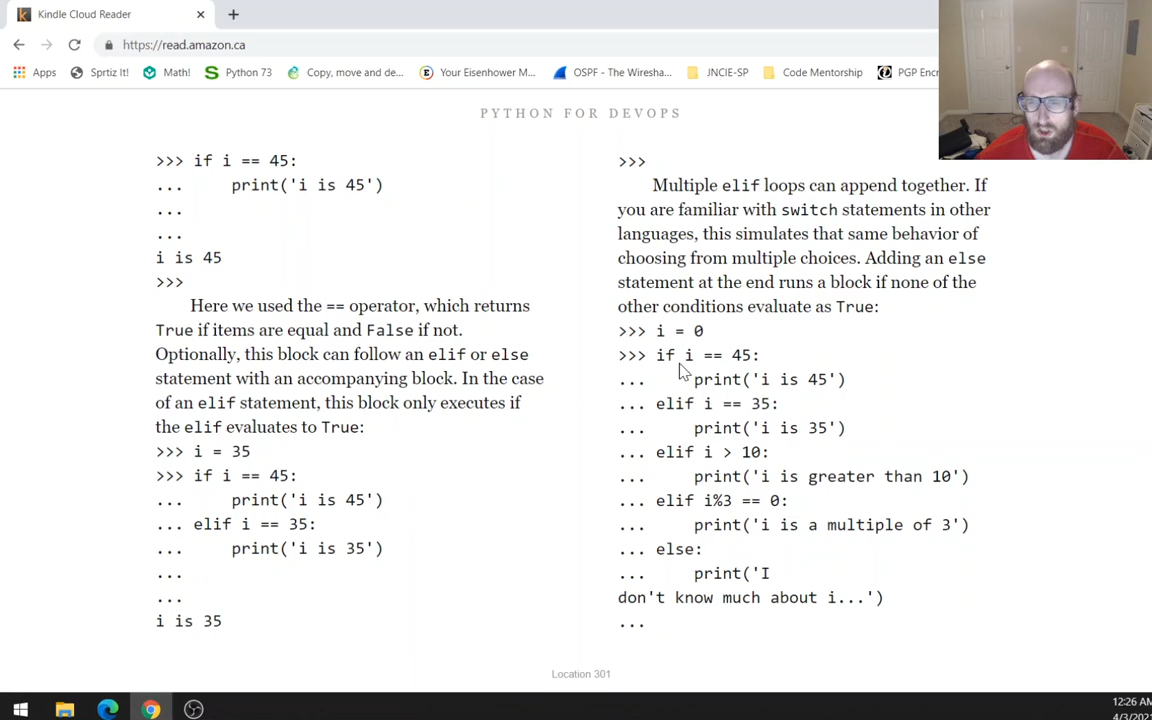 Kindle Cloud Reader
https://read.amazon.ca
Apps
Sprtiz It!
Math!
Python 73
Copy, move and de...
Your Eisenhower M...
OSPF - The Wiresha...
JNCIE-SP
Code Mentorship
PGP Encr
PYTHON FOR DEVOPS
>>> if i == 45:
...     print('i is 45')
...
...
i is 45
>>>
Here we used the == operator, which returns
True if items are equal and False if not.
Optionally, this block can follow an elif or else
statement with an accompanying block. In the case
of an elif statement, this block only executes if
the elif evaluates to True:
>>> i = 35
>>> if i == 45:
...     print('i is 45')
... elif i == 35:
...     print('i is 35')
...
...
i is 35
>>>
Multiple elif loops can append together. If
you are familiar with switch statements in other
languages, this simulates that same behavior of
choosing from multiple choices. Adding an else
statement at the end runs a block if none of the
other conditions evaluate as True:
>>> i = 0
>>> if i == 45:
...     print('i is 45')
... elif i == 35:
...     print('i is 35')
... elif i > 10:
...     print('i is greater than 10')
... elif i%3 == 0:
...     print('i is a multiple of 3')
... else:
...     print('I
don't know much about i...')
...
Location 301
12:26 AM